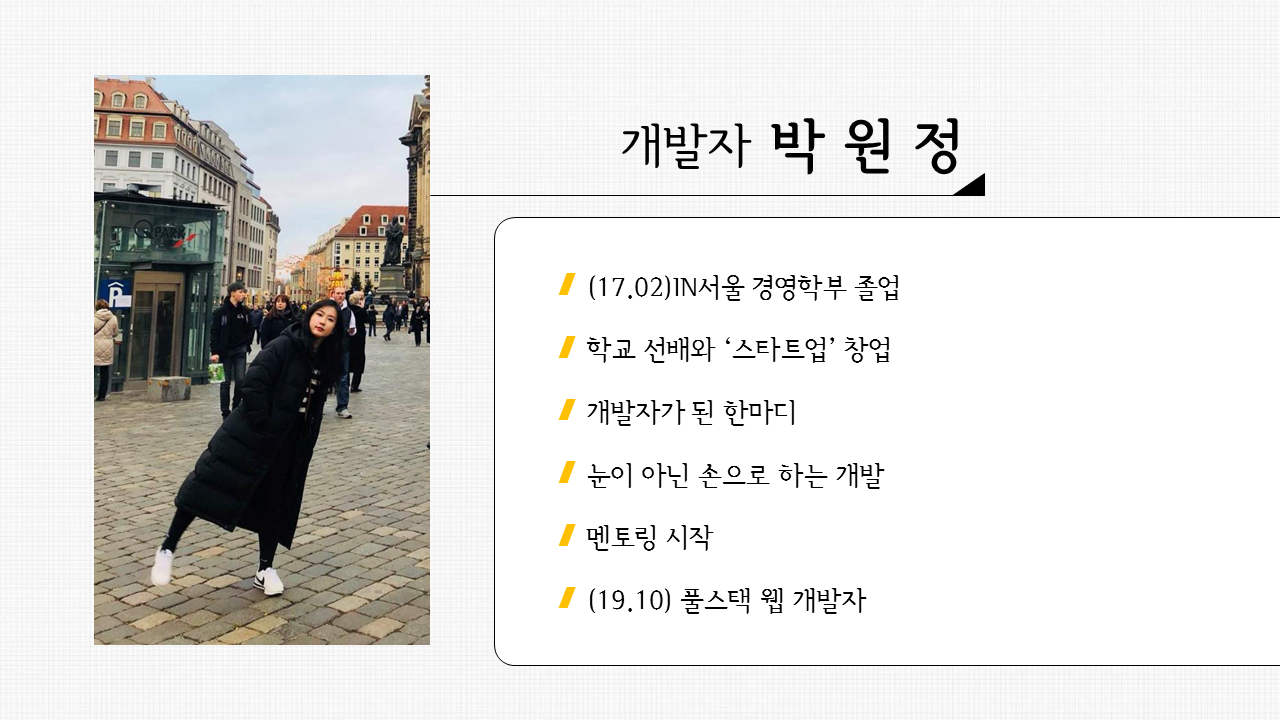 개발자 박 원 정
(17.02)IN서울 경영학부 졸업
학교 선배와 ‘스타트업’ 창업
개발자가 된 한마디
눈이 아닌 손으로 하는 개발
멘토링 시작
(19.10) 풀스택 웹 개발자
P